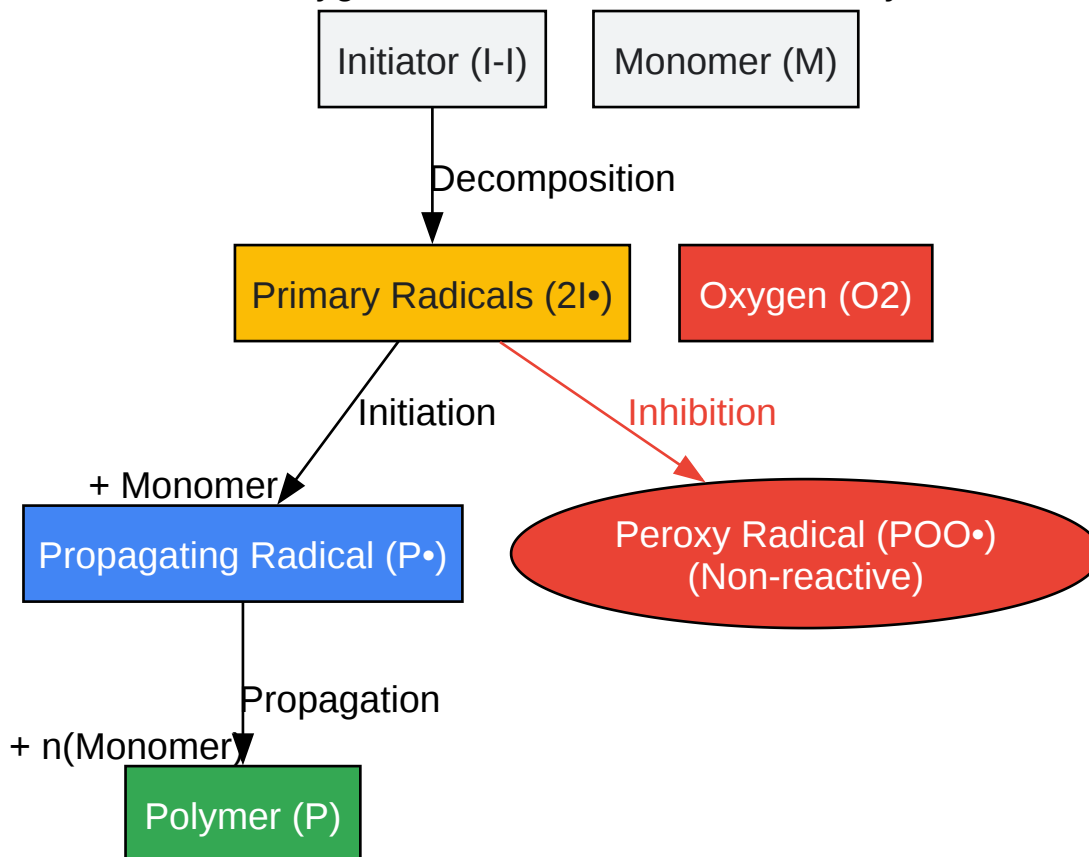 Initiator (I-I)
Monomer (M)
Decomposition
Primary Radicals (2I•)
Oxygen (O2)
Initiation
Inhibition
+ Monomer
Propagating Radical (P•)
Peroxy Radical (POO•)
(Non-reactive)
Propagation
+ n(Monomer)
Polymer (P)